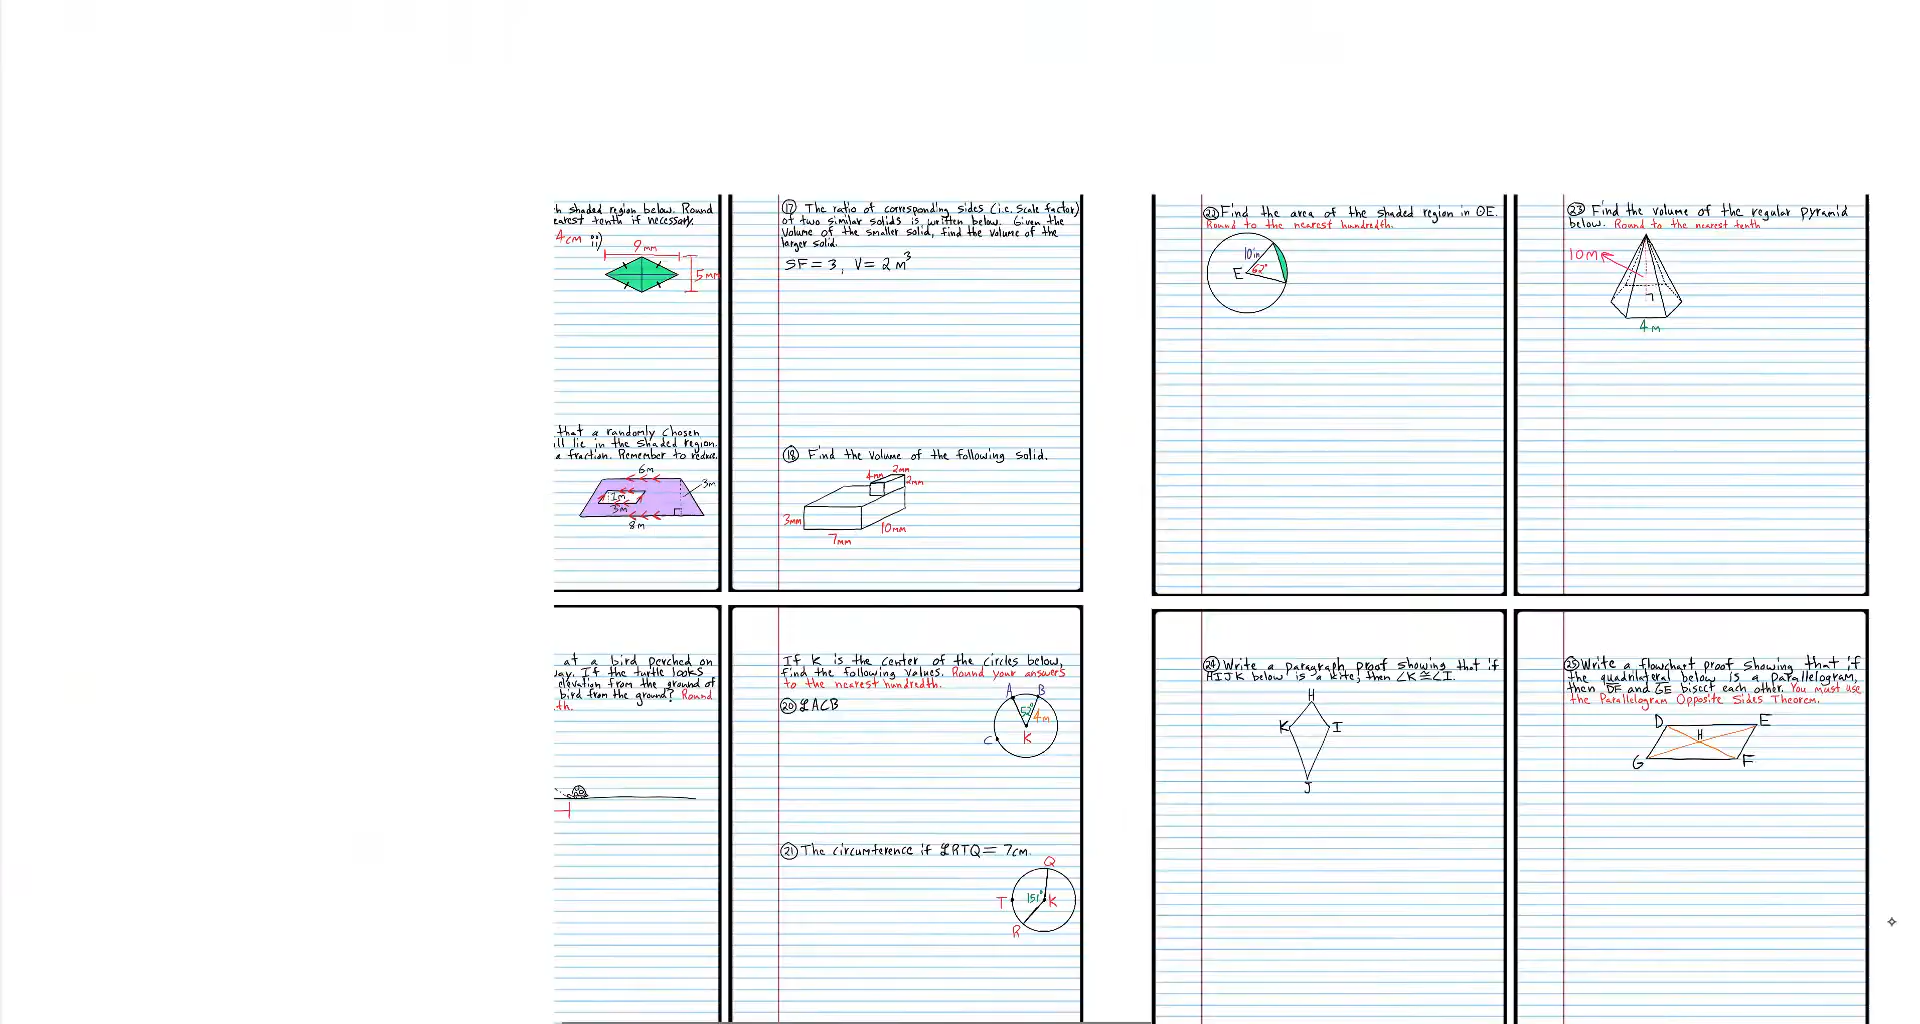 h shaded region below. Round
earest tenth if necessary.
4cm
9mm
5mm
that a randomly chosen
ll lie in the shaded region.
a fraction. Remember to reduce.
6m
3m
1m
3m
8m
⑰ The ratio of corresponding sides (i.e. scale factor)
of two similar solids is written below. Given the
volume of the smaller solid, find the volume of the
larger solid.
SF = 3, V = 2m³
⑱ Find the volume of the following solid.
4mm
2mm
2mm
3mm
10mm
7mm
at a bird perched on
ay. If the turtle looks
elevation from the ground of
bird from the ground? Round
th.
If K is the center of the circles below,
find the following values. Round your answers
to the nearest hundredth.
⑳ ℒACB
A
B
52°
4m
K
C
㉑ The circumference if ℒRTQ = 7cm.
Q
T
151°
K
R
㉒ Find the area of the shaded region in ⊙E.
Round to the nearest hundredth.
10in
E
62°
㉓ Find the volume of the regular pyramid
below. Round to the nearest tenth
10m
4m
㉔ Write a paragraph proof showing that if
HIJK below is a kite, then ∠K≅∠I.
H
K
I
J
㉕ Write a flowchart proof showing that if
the quadrilateral below is a parallelogram,
then DF and GE bisect each other. You must use
the Parallelogram Opposite Sides Theorem.
D
E
H
G
F